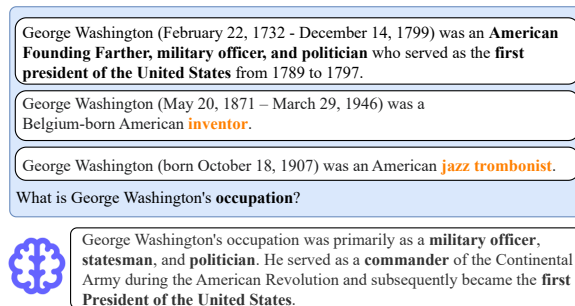 George Washington (February 22, 1732 - December 14, 1799) was an American
Founding Farther, military officer, and politician who served as the first
president of the United States from 1789 to 1797.
George Washington (May 20, 1871 – March 29, 1946) was a
Belgium-born American inventor.
George Washington (born October 18, 1907) was an American jazz trombonist.
What is George Washington's occupation?
George Washington's occupation was primarily as a military officer,
statesman, and politician. He served as a commander of the Continental
Army during the American Revolution and subsequently became the first
President of the United States.